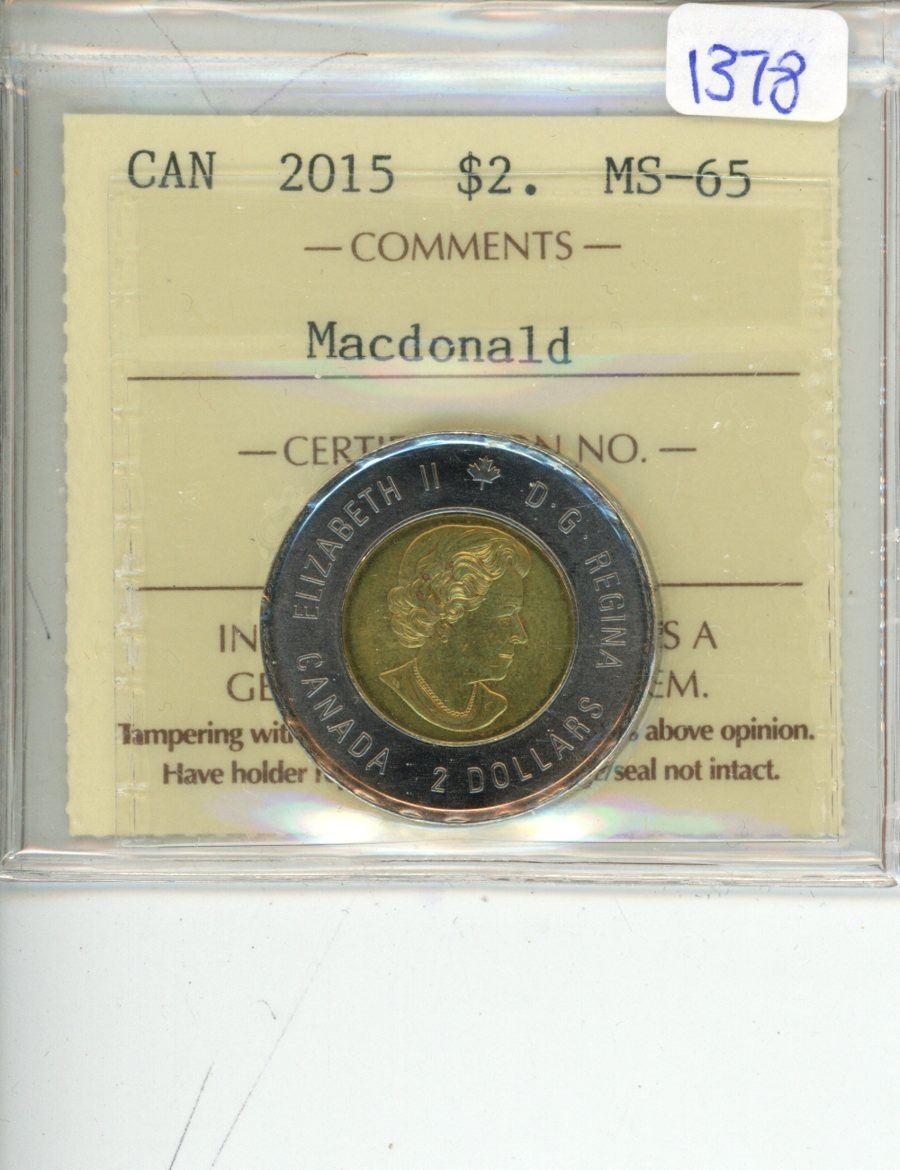 1378
CAN 2015 $2. MS-65
— COMMENTS —
Macdonald
— CERTI ON NO. —
IN S A
GE EM.
Tampering with above opinion.
Have holder seal not intact.
ELIZABETH II D·G·REGINA
CANADA 2 DOLLARS